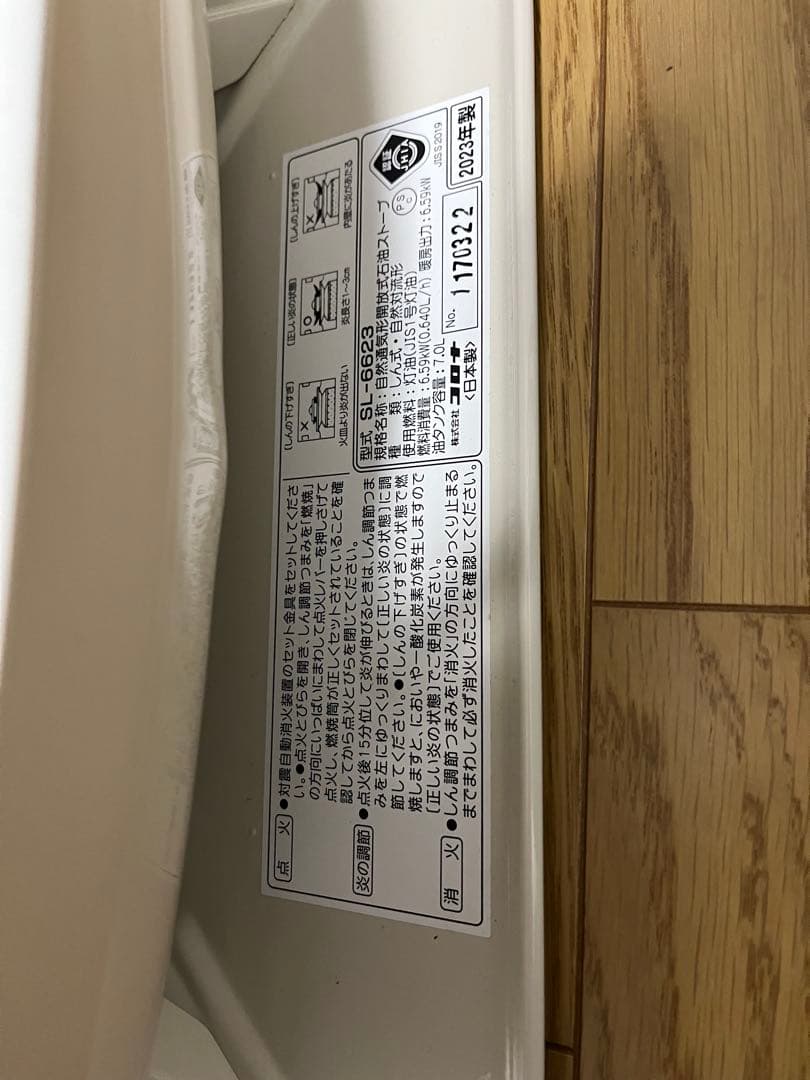 点火
●対震自動消火装置のセット金具をセットしてくださ
い。●点火とびらを開き、しん調節つまみを「燃焼」
の方向にいっぱいにまわして点火レバーを押しさげて
点火し、燃焼筒が正しくセットされていることを確
認してから点火とびらを閉じてください。
炎の調節
●点火後15分位して炎が伸びるときは、しん調節つま
みを左にゆっくりまわして[正しい炎の状態]に調
節してください。●[しんの下げすぎ]の状態で燃
焼しますと、においや一酸化炭素が発生しますので
[正しい炎の状態]でご使用ください。
消火
●しん調節つまみを「消火」の方向にゆっくり止まる
までまわして必ず消火したことを確認してください。
[しんの下げすぎ]
×
火皿より炎が出ない
[正しい炎の状態]
○
炎長さ1~3cm
[しんの上げすぎ]
×
内筒に炎があたる
型式 SL-6623
規格名称:自然通気形開放式石油ストーブ
種類:しん式・自然対流形
使用燃料:灯油(JIS1号灯油)
燃料消費量:6.59kW(0.640L/h) 暖房出力:6.59kW
油タンク容量:7.0L
株式会社 コロナ
<日本製>
No. 1170322
2023年製
認証
JHIA
PS
C
JIS S 2019